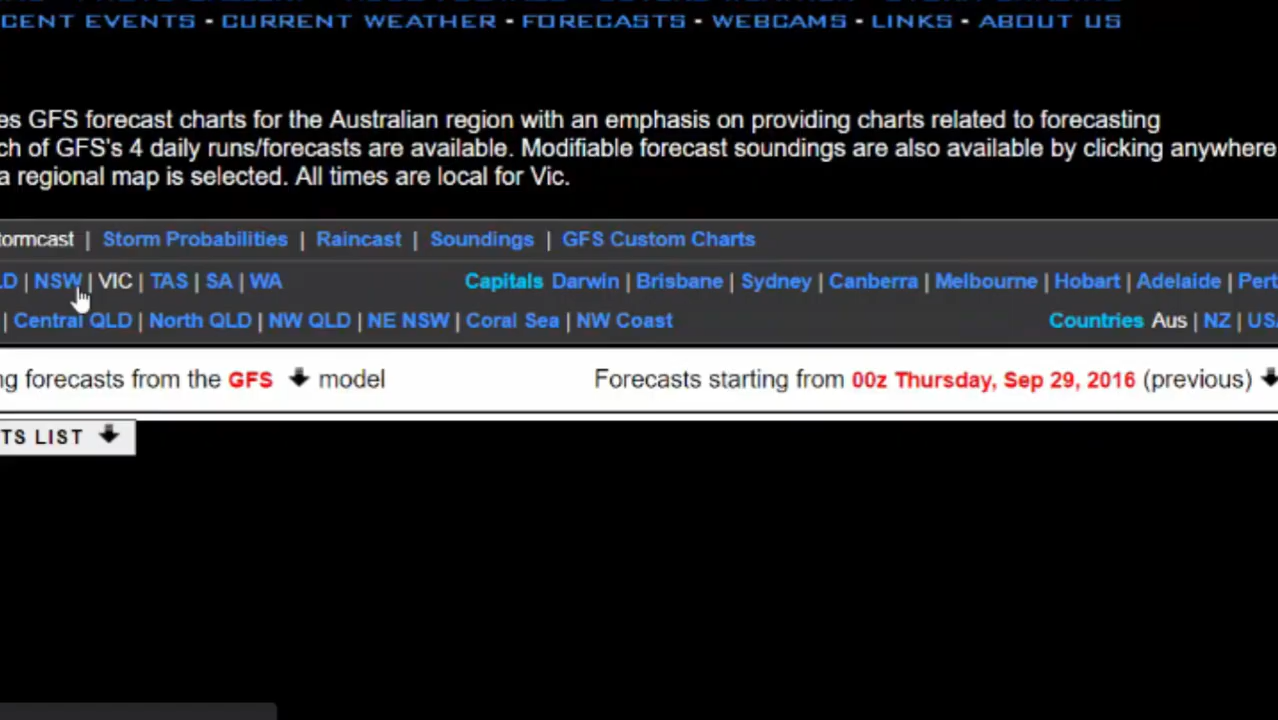 CENT EVENTS - CURRENT WEATHER - FORECASTS - WEBCAMS - LINKS - ABOUT US
es GFS forecast charts for the Australian region with an emphasis on providing charts related to forecasting
ch of GFS's 4 daily runs/forecasts are available. Modifiable forecast soundings are also available by clicking anywhere
a regional map is selected. All times are local for Vic.
tormcast | Storm Probabilities | Raincast | Soundings | GFS Custom Charts
LD | NSW | VIC | TAS | SA | WA Capitals Darwin | Brisbane | Sydney | Canberra | Melbourne | Hobart | Adelaide | Pert
| Central QLD | North QLD | NW QLD | NE NSW | Coral Sea | NW Coast Countries Aus | NZ | USA
ng forecasts from the GFS model Forecasts starting from 00z Thursday, Sep 29, 2016 (previous)
TS LIST